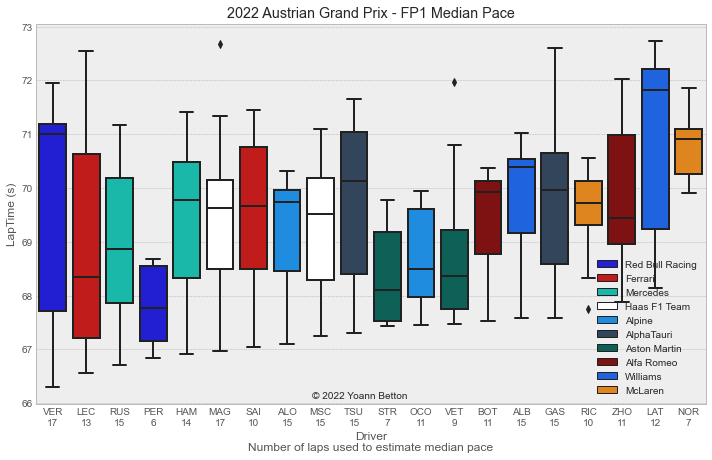 2022 Austrian Grand Prix - FP1 Median Pace
73
72
71
70
69
68
67
66
LapTime (s)
Red Bull Racing
Ferrari
Mercedes
Haas F1 Team
Alpine
AlphaTauri
Aston Martin
Alfa Romeo
Williams
McLaren
© 2022 Yoann Betton
VER LEC RUS PER HAM MAG SAI ALO MSC TSU STR OCO VET BOT ALB GAS RIC ZHO LAT NOR
17 13 15 6 14 17 10 15 15 15 7 11 9 11 15 15 10 11 12 7
Driver
Number of laps used to estimate median pace